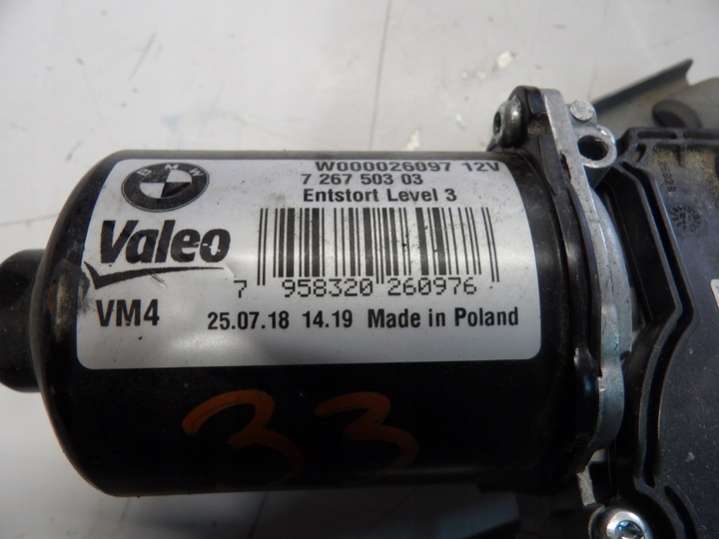 W000026097 12V
BMW
7 267 503 03
Entstort Level 3
Valeo
7 958320 260976
VM4
25.07.18 14.19 Made in Poland
33